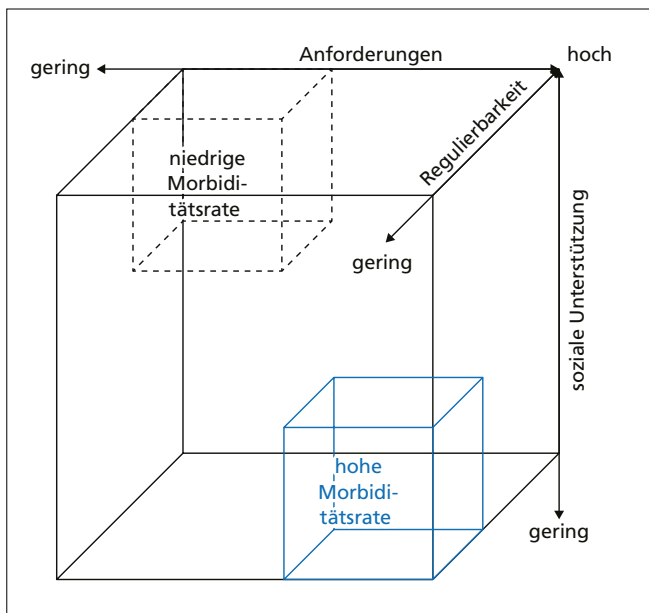 Anforderungen
hoch
gering
Regulierbarkeit
niedrige
Morbidi-
tätsrate
gering
soziale Unterstützung
hohe
Morbidi-
tätsrate
gering